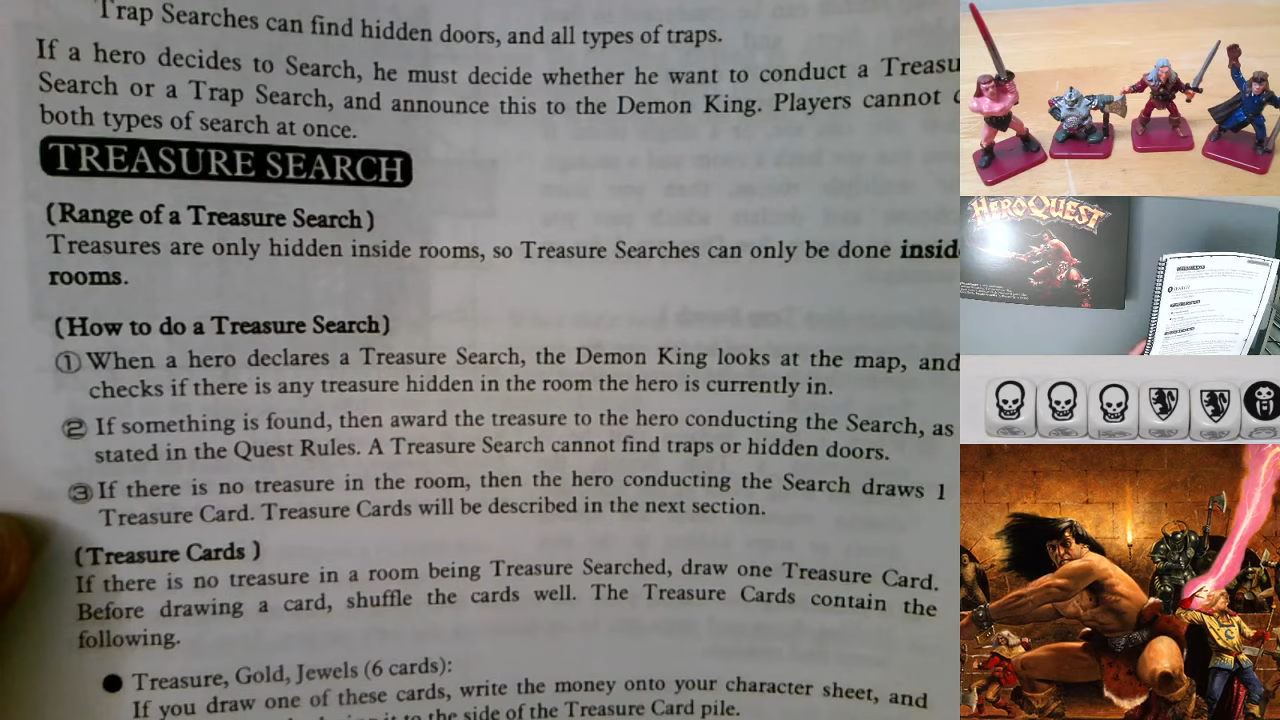 Trap Searches can find hidden doors, and all types of traps.
If a hero decides to Search, he must decide whether he want to conduct a Treasu
Search or a Trap Search, and announce this to the Demon King. Players cannot
both types of search at once.
TREASURE SEARCH
(Range of a Treasure Search)
Treasures are only hidden inside rooms, so Treasure Searches can only be done insid
rooms.
(How to do a Treasure Search)
① When a hero declares a Treasure Search, the Demon King looks at the map, and
checks if there is any treasure hidden in the room the hero is currently in.
② If something is found, then award the treasure to the hero conducting the Search, as
stated in the Quest Rules. A Treasure Search cannot find traps or hidden doors.
③ If there is no treasure in the room, then the hero conducting the Search draws 1
Treasure Card. Treasure Cards will be described in the next section.
(Treasure Cards)
If there is no treasure in a room being Treasure Searched, draw one Treasure Card.
Before drawing a card, shuffle the cards well. The Treasure Cards contain the
following.
● Treasure, Gold, Jewels (6 cards):
If you draw one of these cards, write the money onto your character sheet, and
it to the side of the Treasure Card pile.
HEROQUEST